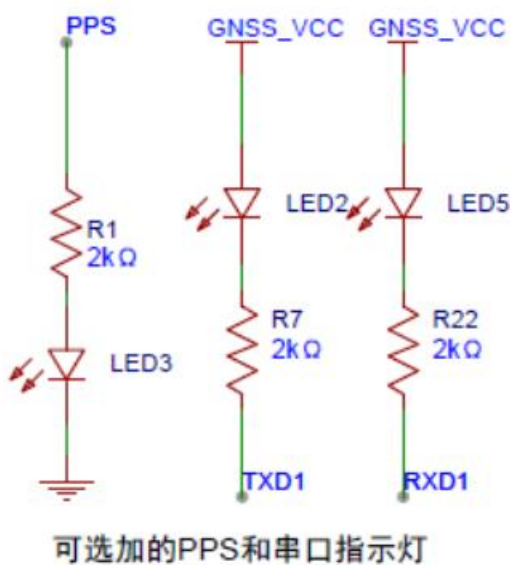 PPS
GNSS_VCC
GNSS_VCC
R1
2kΩ
LED3
LED2
R7
2kΩ
TXD1
LED5
R22
2kΩ
RXD1
可选加的PPS和串口指示灯